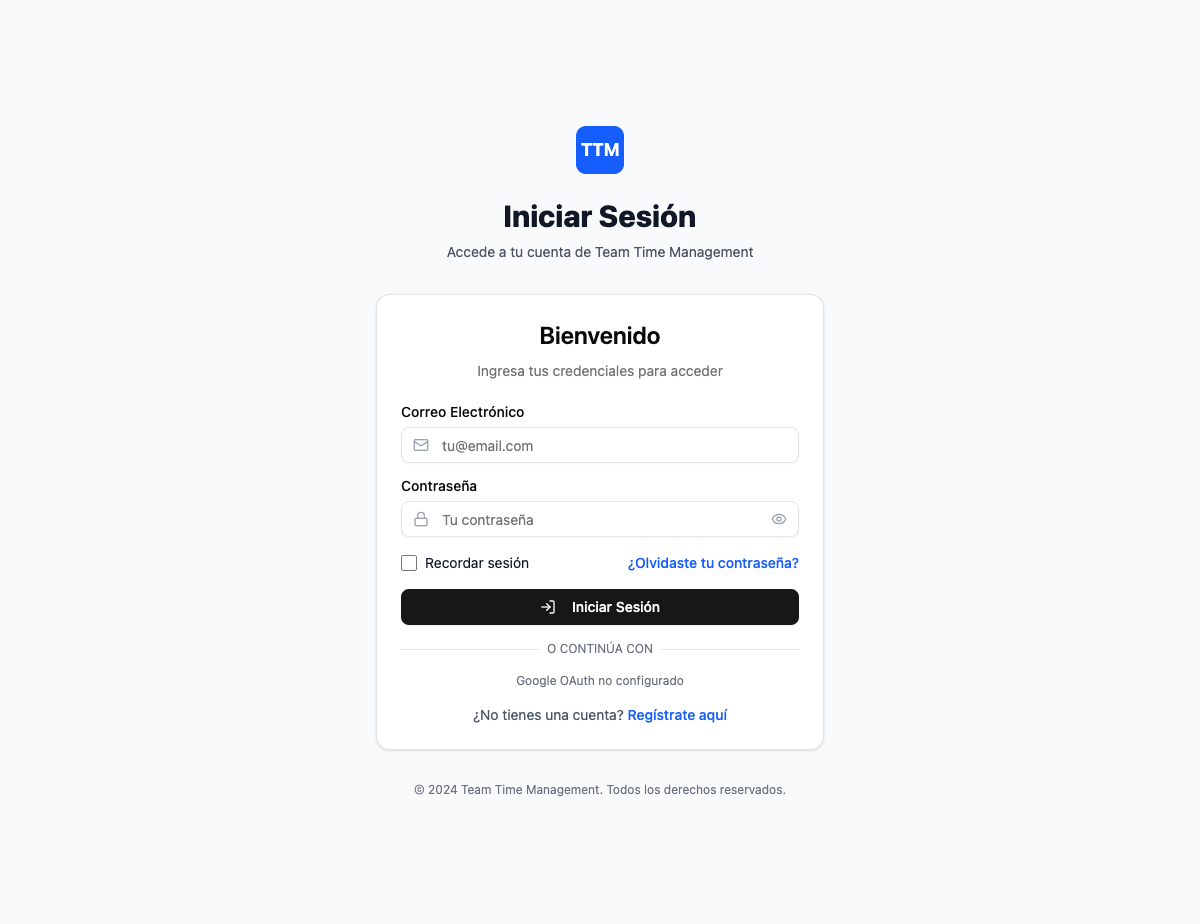 TTM
Iniciar Sesión
Accede a tu cuenta de Team Time Management
Bienvenido
Ingresa tus credenciales para acceder
Correo Electrónico
tu@email.com
Contraseña
Tu contraseña
Recordar sesión
¿Olvidaste tu contraseña?
Iniciar Sesión
O CONTINÚA CON
Google OAuth no configurado
¿No tienes una cuenta? Regístrate aquí
© 2024 Team Time Management. Todos los derechos reservados.